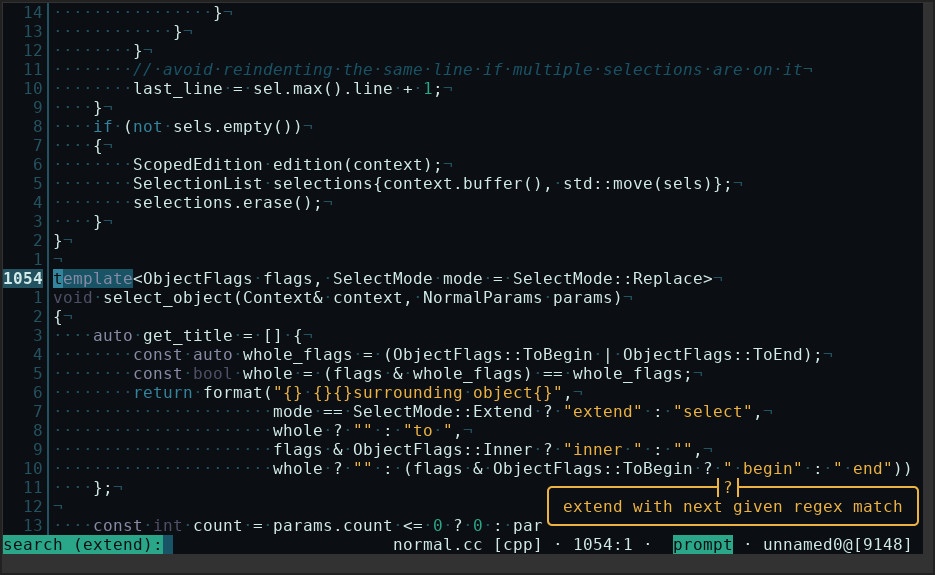 14 ················}¬
13 ············}¬
12 ········}¬
11 ········//·avoid·reindenting·the·same·line·if·multiple·selections·are·on·it¬
10 ········last_line·=·sel.max().line·+·1;¬
9 ····}¬
8 ····if·(not·sels.empty())¬
7 ····{¬
6 ········ScopedEdition·edition(context);¬
5 ········SelectionList·selections{context.buffer(),·std::move(sels)};¬
4 ········selections.erase();¬
3 ····}¬
2 }¬
1 ¬
1054 template<ObjectFlags·flags,·SelectMode·mode·=·SelectMode::Replace>¬
1 void·select_object(Context&·context,·NormalParams·params)¬
2 {¬
3 ····auto·get_title·=·[]·{¬
4 ········const·auto·whole_flags·=·(ObjectFlags::ToBegin·|·ObjectFlags::ToEnd);¬
5 ········const·bool·whole·=·(flags·&·whole_flags)·==·whole_flags;¬
6 ········return·format("{}·{}{}surrounding·object{}",¬
7 ······················mode·==·SelectMode::Extend·?·"extend"·:·"select",¬
8 ······················whole·?·""·:·"to·",¬
9 ······················flags·&·ObjectFlags::Inner·?·"inner·"·:·"",¬
10 ······················whole·?·""·:·(flags·&·ObjectFlags::ToBegin·?·"·begin"·:·"·end"))
11 ····};¬
?
12 ¬
extend with next given regex match
13 ····const·int·count·=·params.count·<=·0·?·0·:·par
search (extend): normal.cc [cpp] · 1054:1 · prompt · unnamed0@[9148]